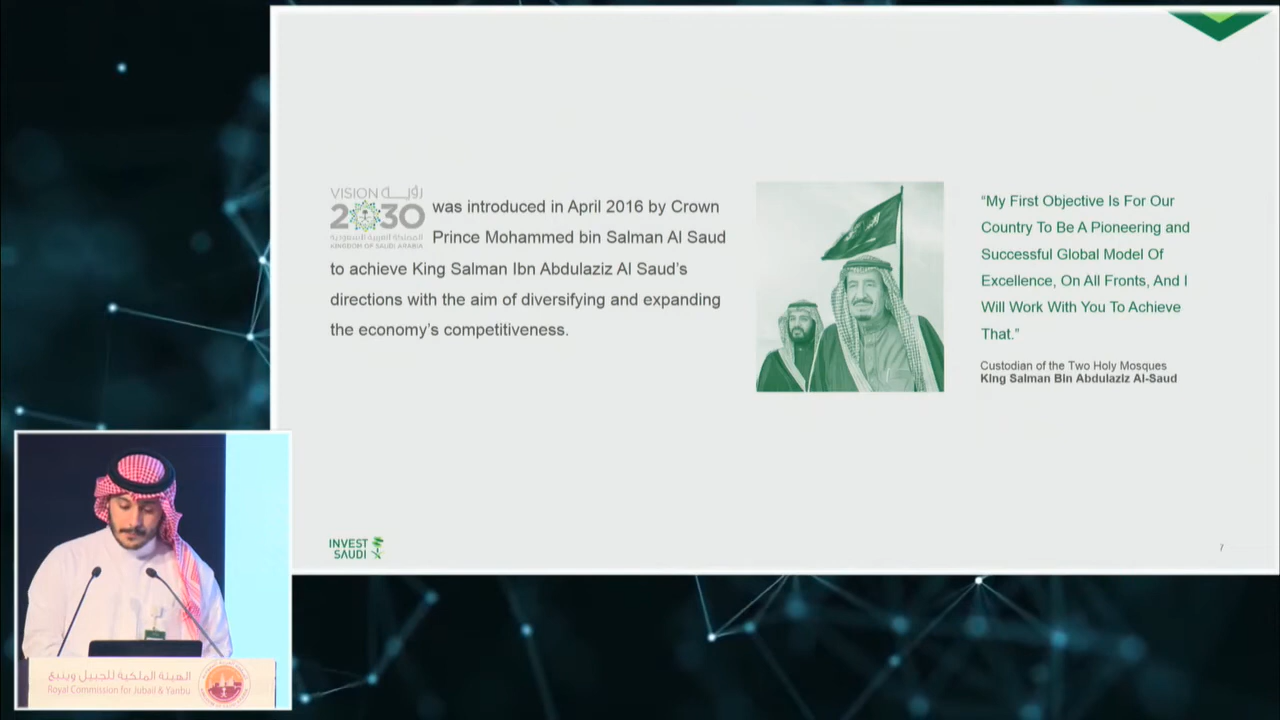 VISION رؤيــة
2030
المملكة العربية السعودية
KINGDOM OF SAUDI ARABIA
was introduced in April 2016 by Crown
Prince Mohammed bin Salman Al Saud
to achieve King Salman Ibn Abdulaziz Al Saud’s
directions with the aim of diversifying and expanding
the economy’s competitiveness.
“My First Objective Is For Our
Country To Be A Pioneering and
Successful Global Model Of
Excellence, On All Fronts, And I
Will Work With You To Achieve
That.”
Custodian of the Two Holy Mosques
King Salman Bin Abdulaziz Al-Saud
INVEST
SAUDI
7
الهيئة الملكية للجبيل وينبع
Royal Commission for Jubail & Yanbu